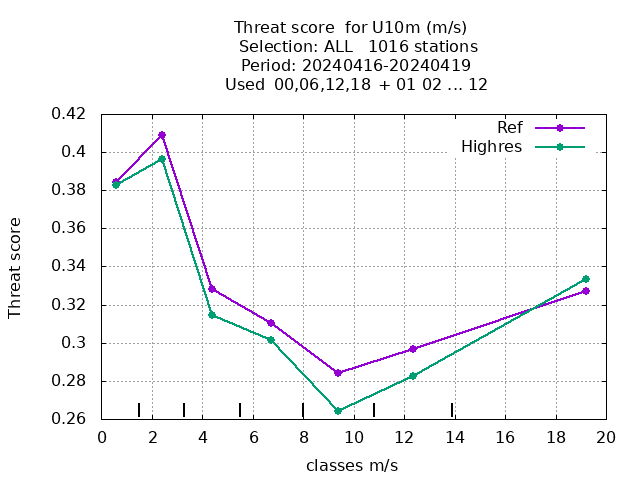 Threat score  for U10m (m/s)
Selection: ALL   1016 stations
Period: 20240416-20240419
Used  00,06,12,18 + 01 02 ... 12
Ref
Highres
0.42
0.4
0.38
0.36
0.34
0.32
0.3
0.28
0.26
Threat score
0 2 4 6 8 10 12 14 16 18 20
classes m/s